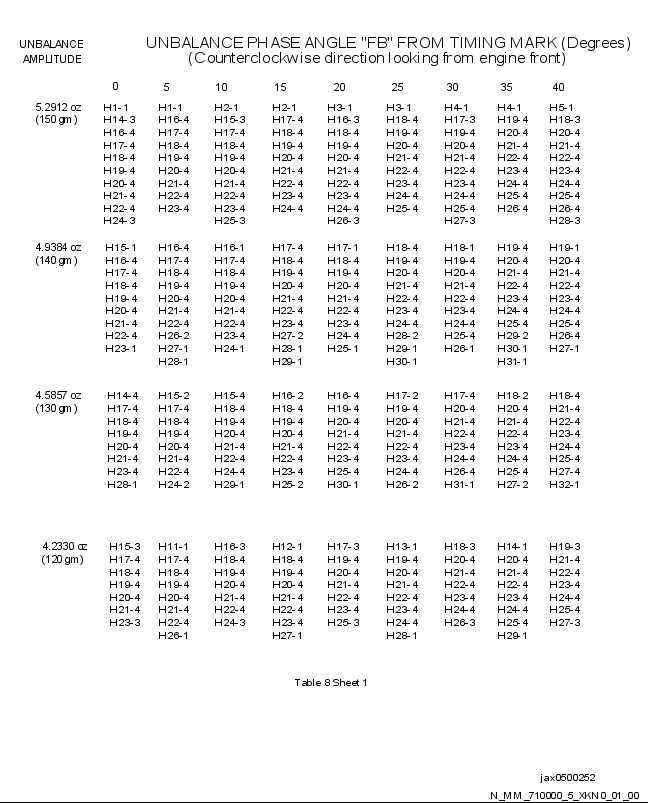 UNBALANCE PHASE ANGLE "FB" FROM TIMING MARK (Degrees)
(Counterclockwise direction looking from engine front)
UNBALANCE
AMPLITUDE
0 5 10 15 20 25 30 35 40
5.2912 oz H1-1 H1-1 H2-1 H2-1 H3-1 H3-1 H4-1 H4-1 H5-1
(150 gm) H14-3 H16-4 H15-3 H17-4 H16-3 H18-4 H17-3 H19-4 H18-3
H16-4 H17-4 H17-4 H18-4 H18-4 H19-4 H19-4 H20-4 H20-4
H17-4 H18-4 H18-4 H19-4 H19-4 H20-4 H20-4 H21-4 H21-4
H18-4 H19-4 H19-4 H20-4 H20-4 H21-4 H21-4 H22-4 H22-4
H19-4 H20-4 H20-4 H21-4 H21-4 H22-4 H22-4 H23-4 H23-4
H20-4 H21-4 H21-4 H22-4 H22-4 H23-4 H23-4 H24-4 H24-4
H21-4 H22-4 H22-4 H23-4 H23-4 H24-4 H24-4 H25-4 H25-4
H22-4 H23-4 H23-4 H24-4 H24-4 H25-4 H25-4 H26-4 H26-4
H24-3 H25-3 H26-3 H27-3 H28-3
4.9384 oz H15-1 H16-4 H16-1 H17-4 H17-1 H18-4 H18-1 H19-4 H19-1
(140 gm) H16-4 H17-4 H17-4 H18-4 H18-4 H19-4 H19-4 H20-4 H20-4
H17-4 H18-4 H18-4 H19-4 H19-4 H20-4 H20-4 H21-4 H21-4
H18-4 H19-4 H19-4 H20-4 H20-4 H21-4 H21-4 H22-4 H22-4
H19-4 H20-4 H20-4 H21-4 H21-4 H22-4 H22-4 H23-4 H23-4
H20-4 H21-4 H21-4 H22-4 H22-4 H23-4 H23-4 H24-4 H24-4
H21-4 H22-4 H22-4 H23-4 H23-4 H24-4 H24-4 H25-4 H25-4
H22-4 H26-2 H23-4 H27-2 H24-4 H28-2 H25-4 H29-2 H26-4
H23-1 H27-1 H24-1 H28-1 H25-1 H29-1 H26-1 H30-1 H27-1
H28-1 H29-1 H30-1 H31-1
4.5857 oz H14-4 H15-2 H15-4 H16-2 H16-4 H17-2 H17-4 H18-2 H18-4
(130 gm) H17-4 H17-4 H18-4 H18-4 H19-4 H19-4 H20-4 H20-4 H21-4
H18-4 H18-4 H19-4 H19-4 H20-4 H20-4 H21-4 H21-4 H22-4
H19-4 H19-4 H20-4 H20-4 H21-4 H21-4 H22-4 H22-4 H23-4
H20-4 H20-4 H21-4 H21-4 H22-4 H22-4 H23-4 H23-4 H24-4
H21-4 H21-4 H22-4 H22-4 H23-4 H23-4 H24-4 H24-4 H25-4
H23-4 H22-4 H24-4 H23-4 H25-4 H24-4 H26-4 H25-4 H27-4
H28-1 H24-2 H29-1 H25-2 H30-1 H26-2 H31-1 H27-2 H32-1
4.2330 oz H15-3 H11-1 H16-3 H12-1 H17-3 H13-1 H18-3 H14-1 H19-3
(120 gm) H17-4 H17-4 H18-4 H18-4 H19-4 H19-4 H20-4 H20-4 H21-4
H18-4 H18-4 H19-4 H19-4 H20-4 H20-4 H21-4 H21-4 H22-4
H19-4 H19-4 H20-4 H20-4 H21-4 H21-4 H22-4 H22-4 H23-4
H20-4 H20-4 H21-4 H21-4 H22-4 H22-4 H23-4 H23-4 H24-4
H21-4 H21-4 H22-4 H22-4 H23-4 H23-4 H24-4 H24-4 H25-4
H23-3 H22-4 H24-3 H23-4 H25-3 H24-4 H26-3 H25-4 H27-3
H26-1 H27-1 H28-1 H29-1
Table 8 Sheet 1
jax0500252
N_MM_710000_5_XKN0_01_00